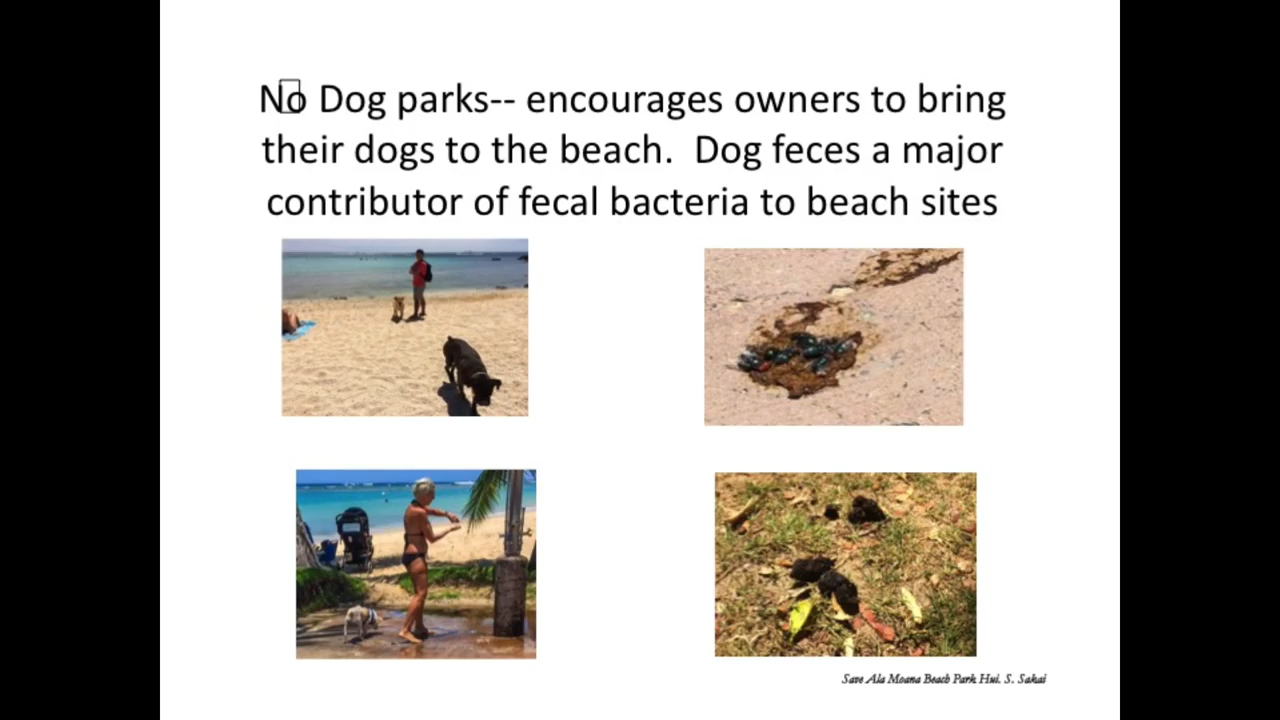 No Dog parks-- encourages owners to bring
their dogs to the beach.  Dog feces a major
contributor of fecal bacteria to beach sites
Save Ala Moana Beach Park Hui. S. Sakai